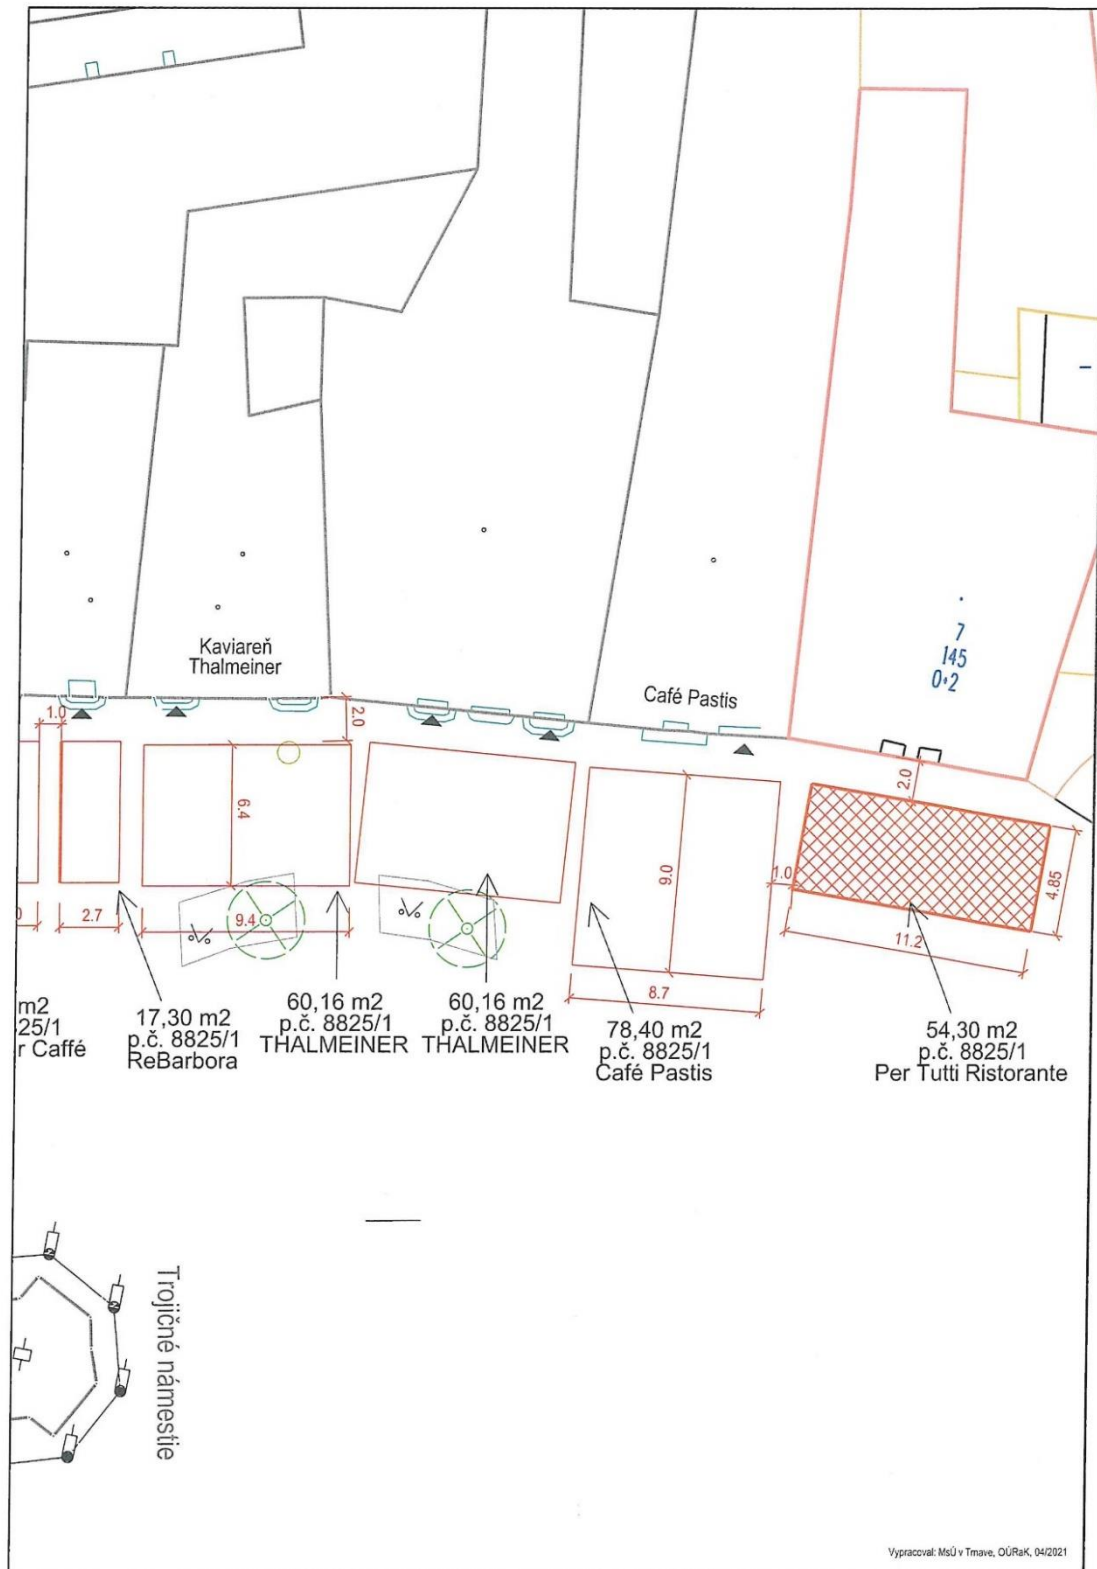 Kaviareň
Thalmeiner
Café Pastis
7
145
0•2
1.0
2.0
2.0
6.4
9.0
1.0
4.85
2.7
9.4
8.7
11.2
m2
25/1
r Caffé
17,30 m2
p.č. 8825/1
ReBarbora
60,16 m2
p.č. 8825/1
THALMEINER
60,16 m2
p.č. 8825/1
THALMEINER
78,40 m2
p.č. 8825/1
Café Pastis
54,30 m2
p.č. 8825/1
Per Tutti Ristorante
Trojičné námestie
Vypracoval: MsÚ v Trnave, OÚRaK, 04/2021